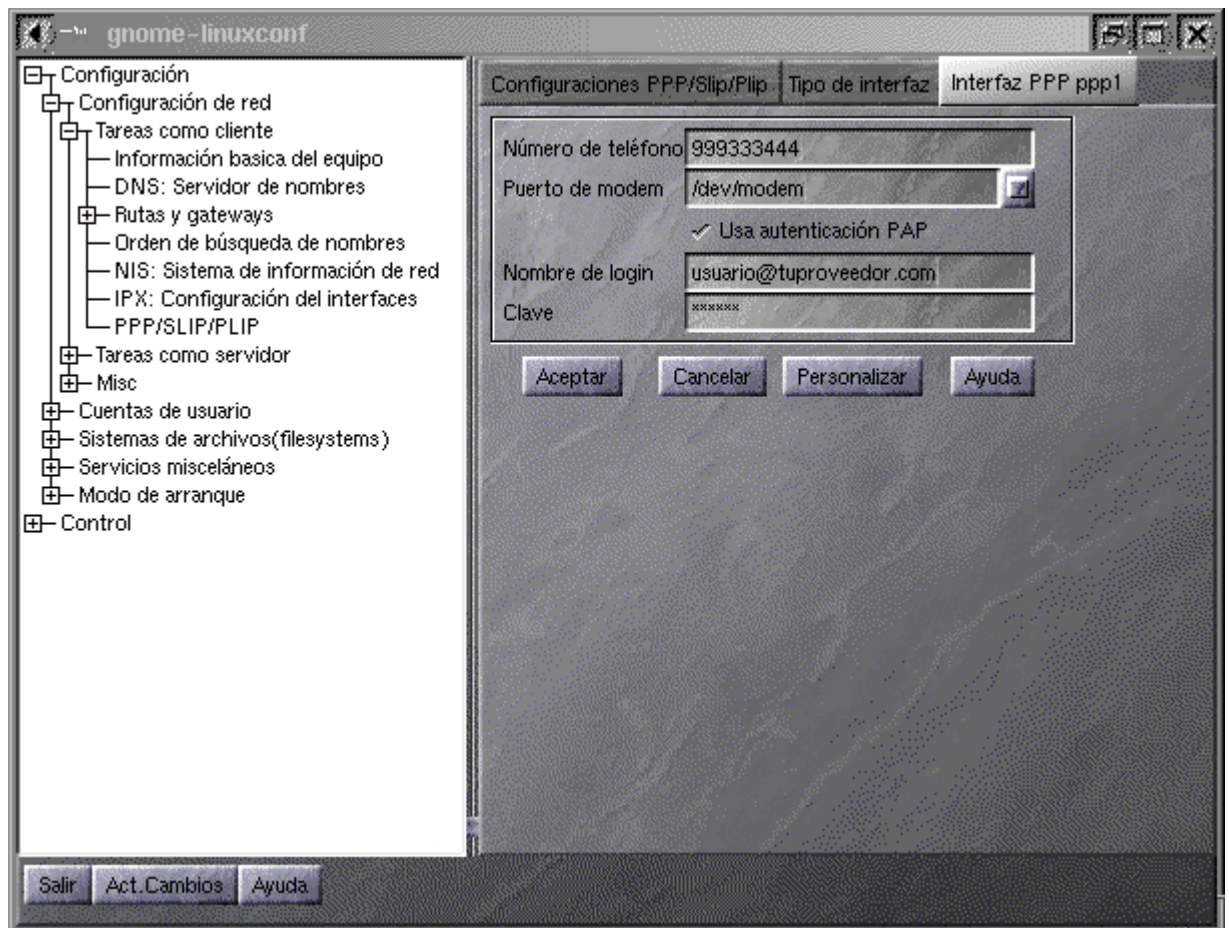 gnome-linuxconf
Configuración
Configuración de red
Tareas como cliente
Información basica del equipo
DNS: Servidor de nombres
Rutas y gateways
Orden de búsqueda de nombres
NIS: Sistema de información de red
IPX: Configuración del interfaces
PPP/SLIP/PLIP
Tareas como servidor
Misc
Cuentas de usuario
Sistemas de archivos(filesystems)
Servicios misceláneos
Modo de arranque
Control
Configuraciones PPP/Slip/Plip Tipo de interfaz Interfaz PPP ppp1
Número de teléfono 999333444
Puerto de modem /dev/modem
Usa autenticación PAP
Nombre de login usuario@tuproveedor.com
Clave ******
Aceptar Cancelar Personalizar Ayuda
Salir Act.Cambios Ayuda